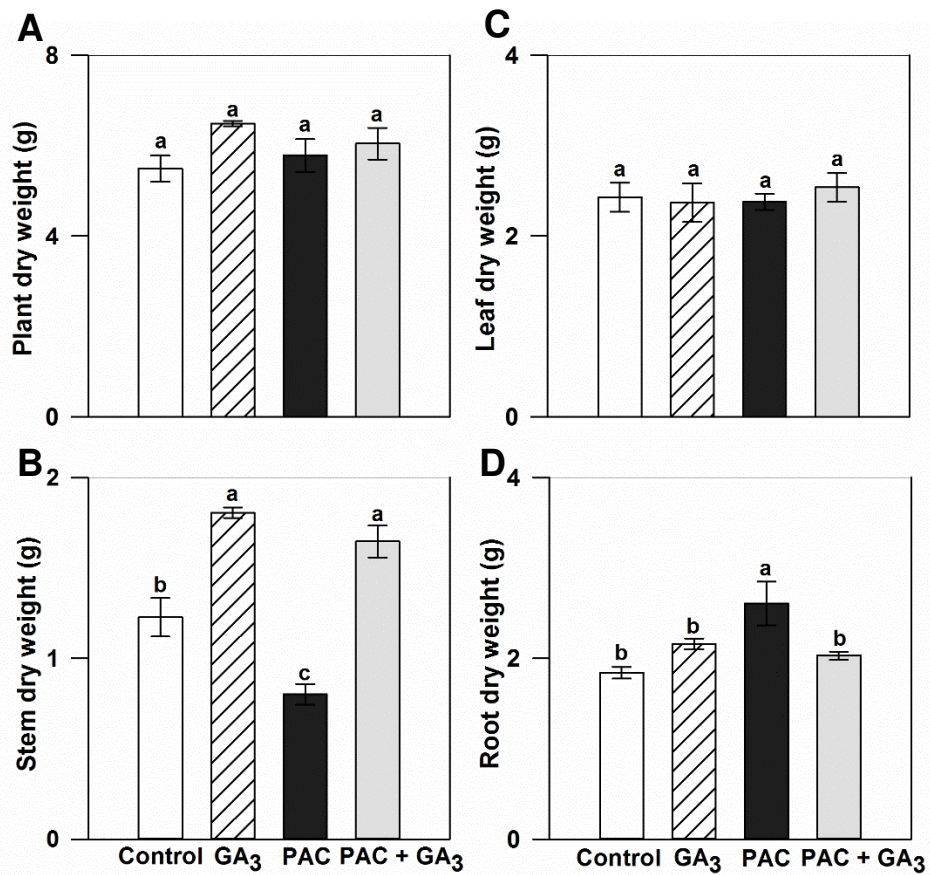 A
Plant dry weight (g)
8
4
0
a
a
a
a
C
Leaf dry weight (g)
4
2
0
a
a
a
a
B
Stem dry weight (g)
2
1
0
b
a
c
a
Control GA₃ PAC PAC + GA₃
D
Root dry weight (g)
4
2
0
b
b
a
b
Control GA₃ PAC PAC + GA₃